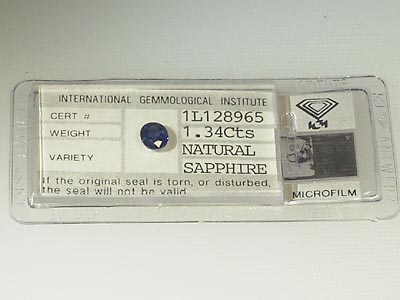 INTERNATIONAL GEMMOLOGICAL INSTITUTE
CERT # 1L128965
WEIGHT 1.34Cts
VARIETY NATURAL
SAPPHIRE
If the original seal is torn, or disturbed,
the seal will not be valid
MICROFILM